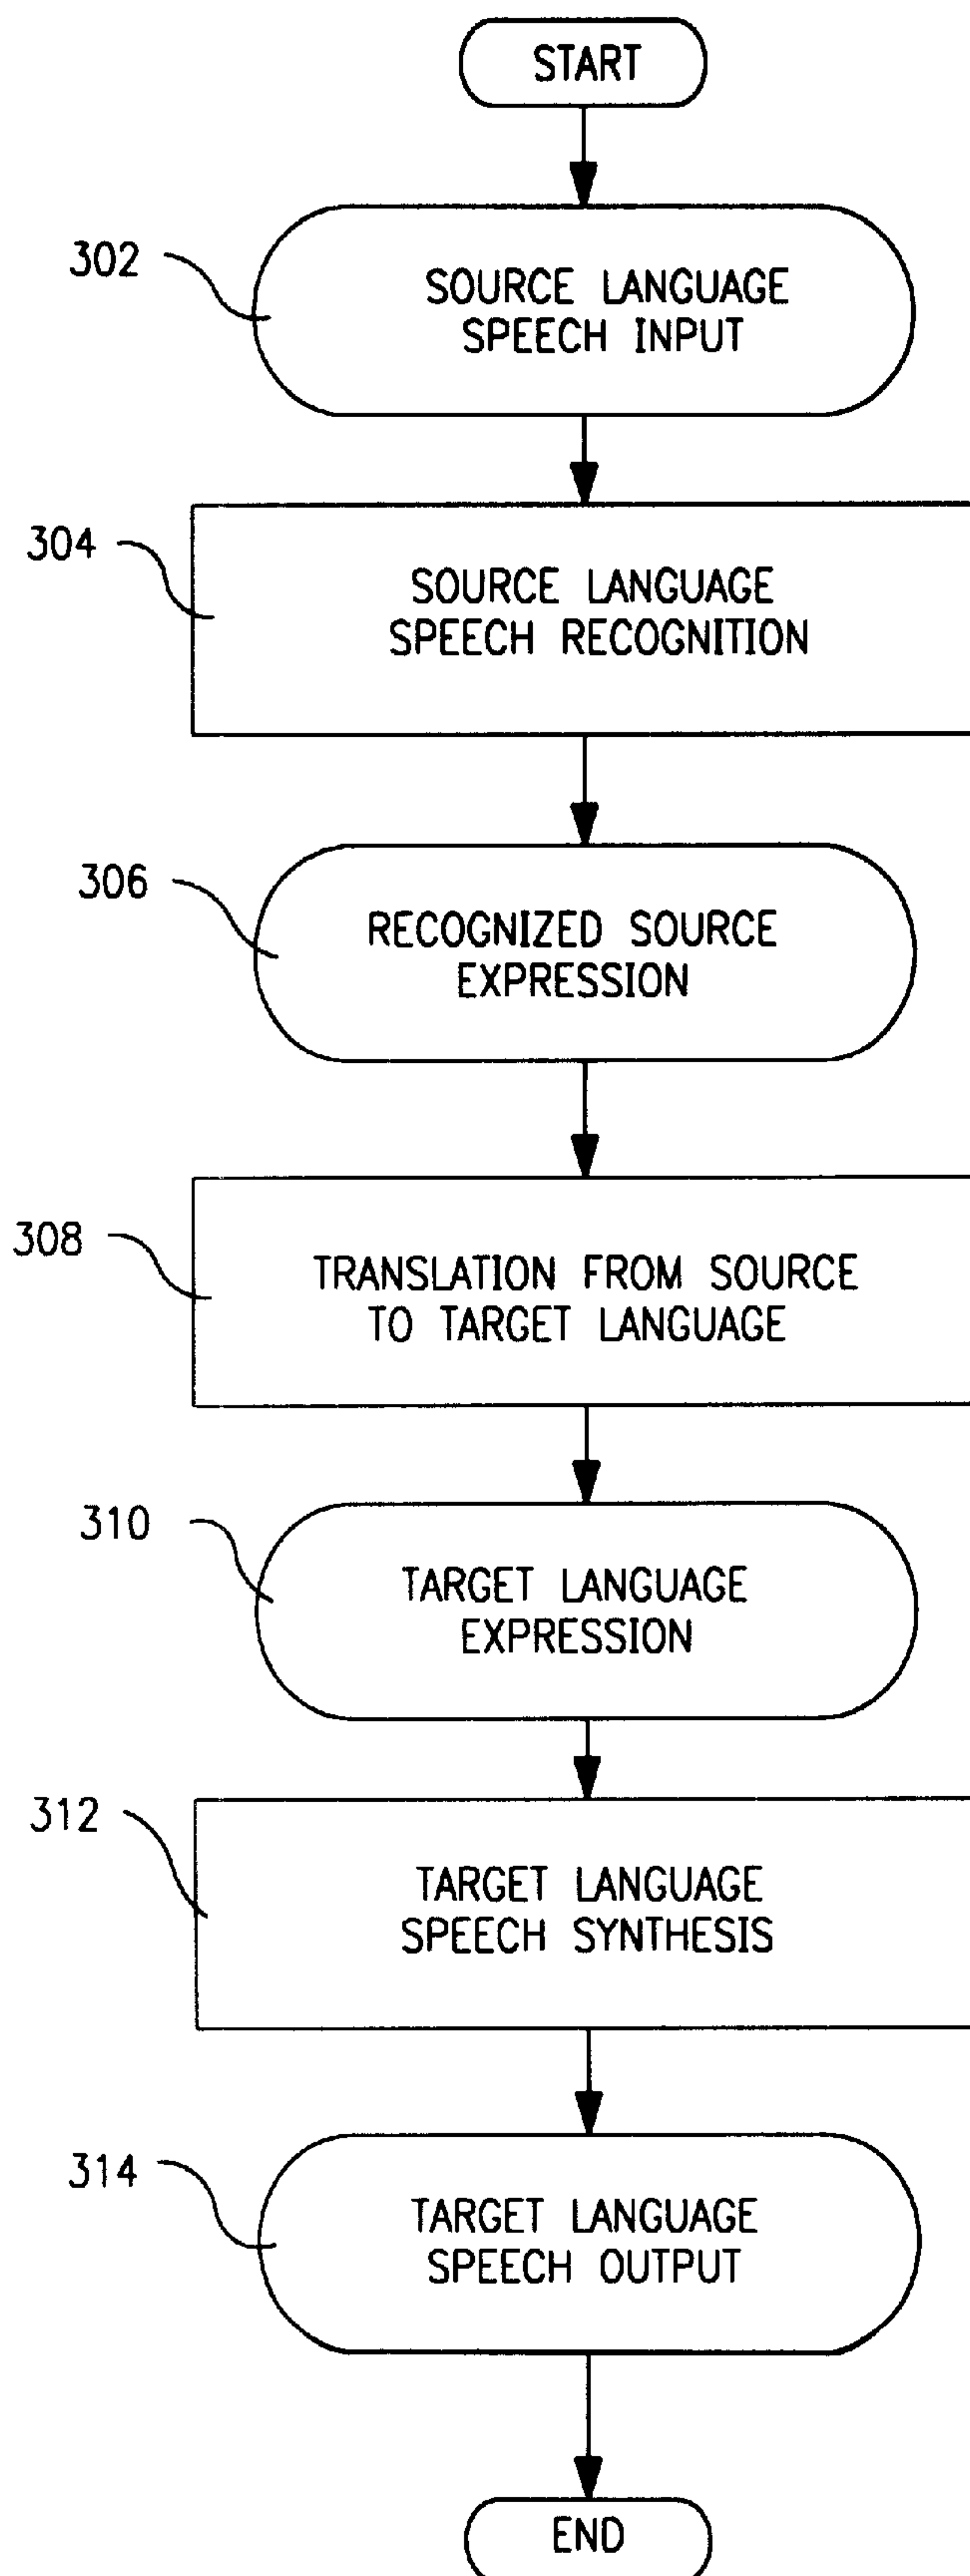 START
302
SOURCE LANGUAGE
SPEECH INPUT
304
SOURCE LANGUAGE
SPEECH RECOGNITION
306
RECOGNIZED SOURCE
EXPRESSION
308
TRANSLATION FROM SOURCE
TO TARGET LANGUAGE
310
TARGET LANGUAGE
EXPRESSION
312
TARGET LANGUAGE
SPEECH SYNTHESIS
314
TARGET LANGUAGE
SPEECH OUTPUT
END